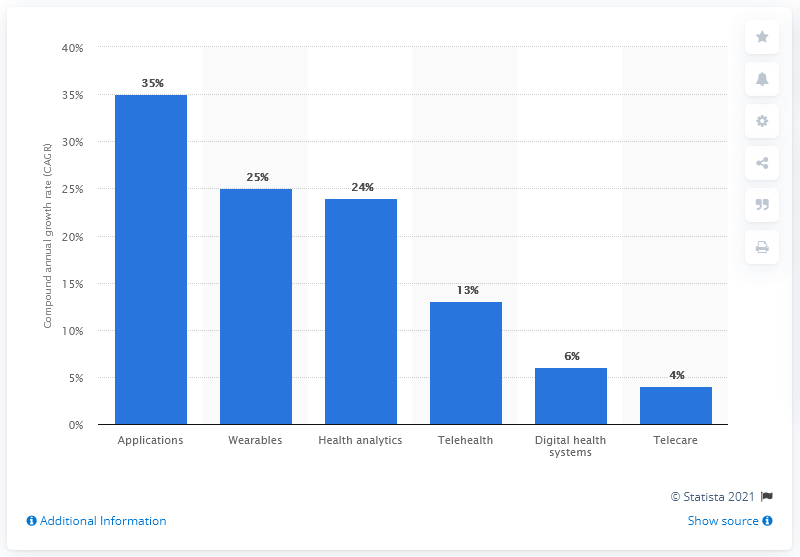 40%
35%
30%
25%
20%
15%
10%
5%
0%
Compound annual growth rate (CAGR)
35%
25%
24%
13%
6%
4%
Applications
Wearables
Health analytics
Telehealth
Digital health
systems
Telecare
© Statista 2021
Additional Information
Show source